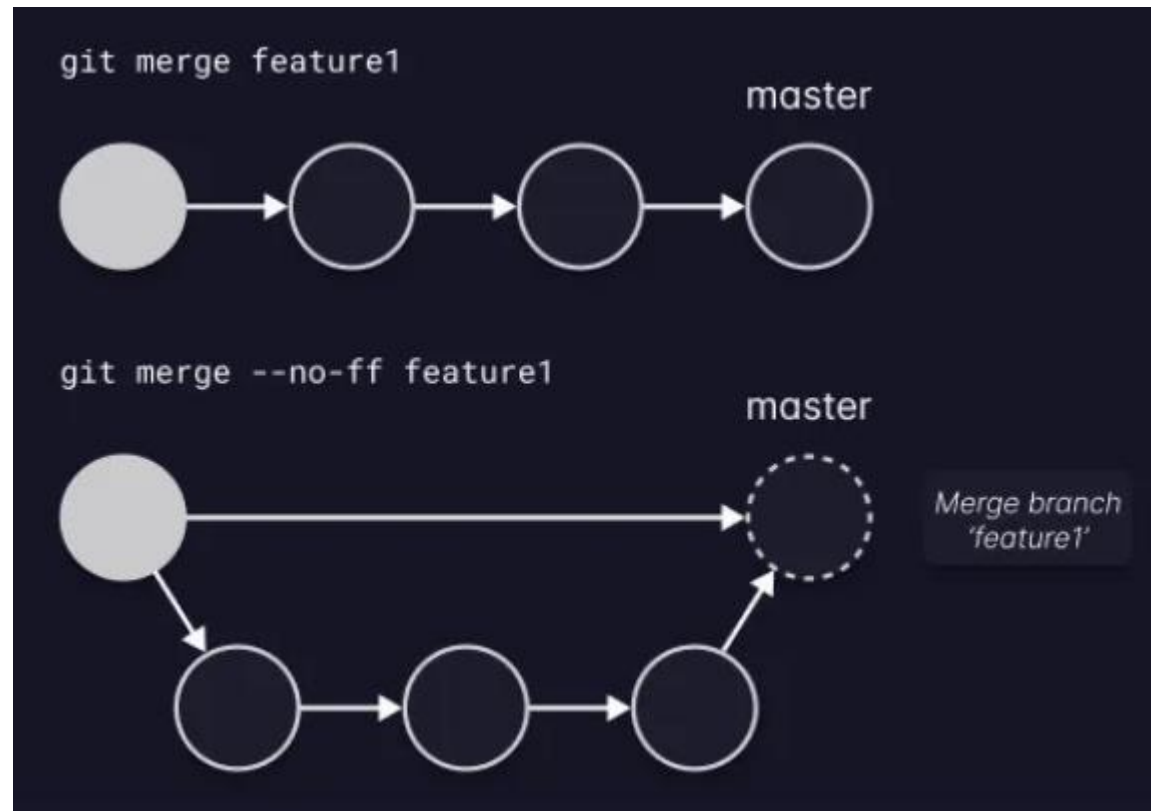 git merge feature1
master
git merge --no-ff feature1
master
Merge branch
'feature1'